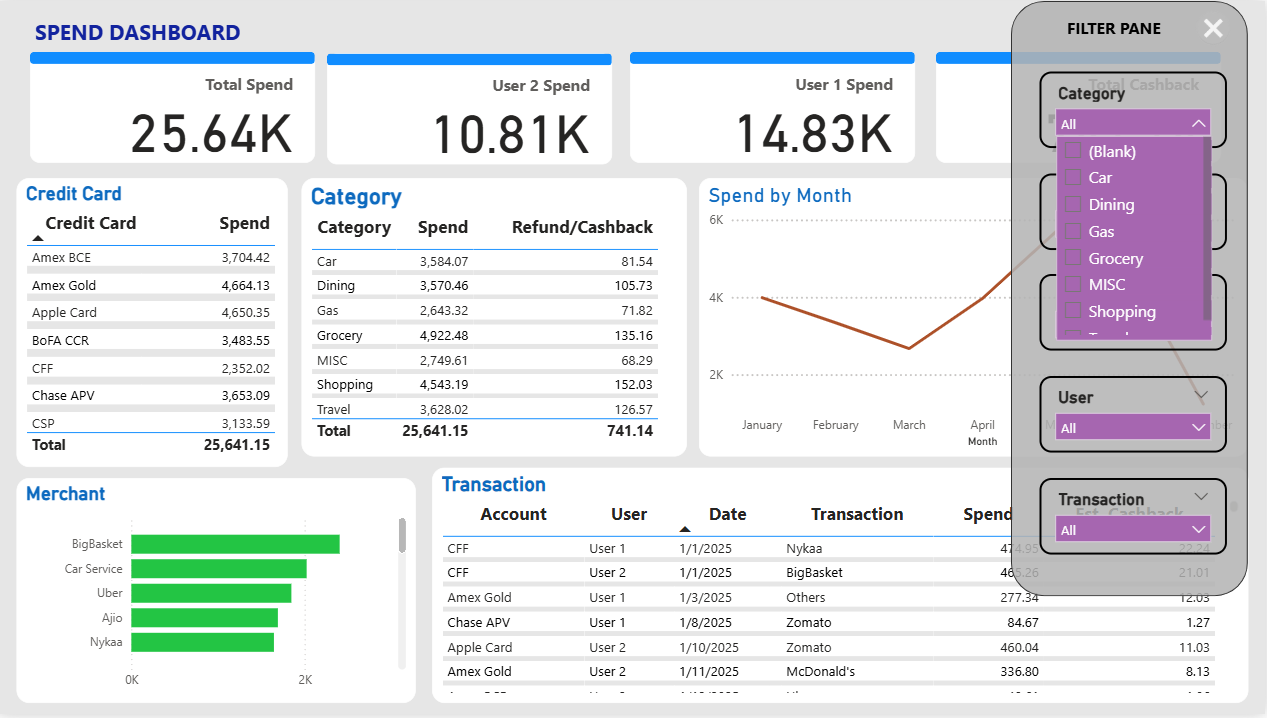 SPEND DASHBOARD
FILTER PANE
Total Spend
25.64K
User 2 Spend
10.81K
User 1 Spend
14.83K
Total Cashback
Category
All
(Blank)
Car
Dining
Gas
Grocery
MISC
Shopping
User
All
Transaction
All
Credit Card
Credit Card Spend
Amex BCE 3,704.42
Amex Gold 4,664.13
Apple Card 4,650.35
BoFA CCR 3,483.55
CFF 2,352.02
Chase APV 3,653.09
CSP 3,133.59
Total 25,641.15
Category
Category Spend Refund/Cashback
Car 3,584.07 81.54
Dining 3,570.46 105.73
Gas 2,643.32 71.82
Grocery 4,922.48 135.16
MISC 2,749.61 68.29
Shopping 4,543.19 152.03
Travel 3,628.02 126.57
Total 25,641.15 741.14
Spend by Month
6K
4K
2K
January February March April
Month
Merchant
BigBasket
Car Service
Uber
Ajio
Nykaa
0K 2K
Transaction
Account User Date Transaction Spend Est. Cashback
CFF User 1 1/1/2025 Nykaa 474.95 22.24
CFF User 2 1/1/2025 BigBasket 465.26 21.01
Amex Gold User 1 1/3/2025 Others 277.34 12.03
Chase APV User 1 1/8/2025 Zomato 84.67 1.27
Apple Card User 2 1/10/2025 Zomato 460.04 11.03
Amex Gold User 2 1/11/2025 McDonald's 336.80 8.13